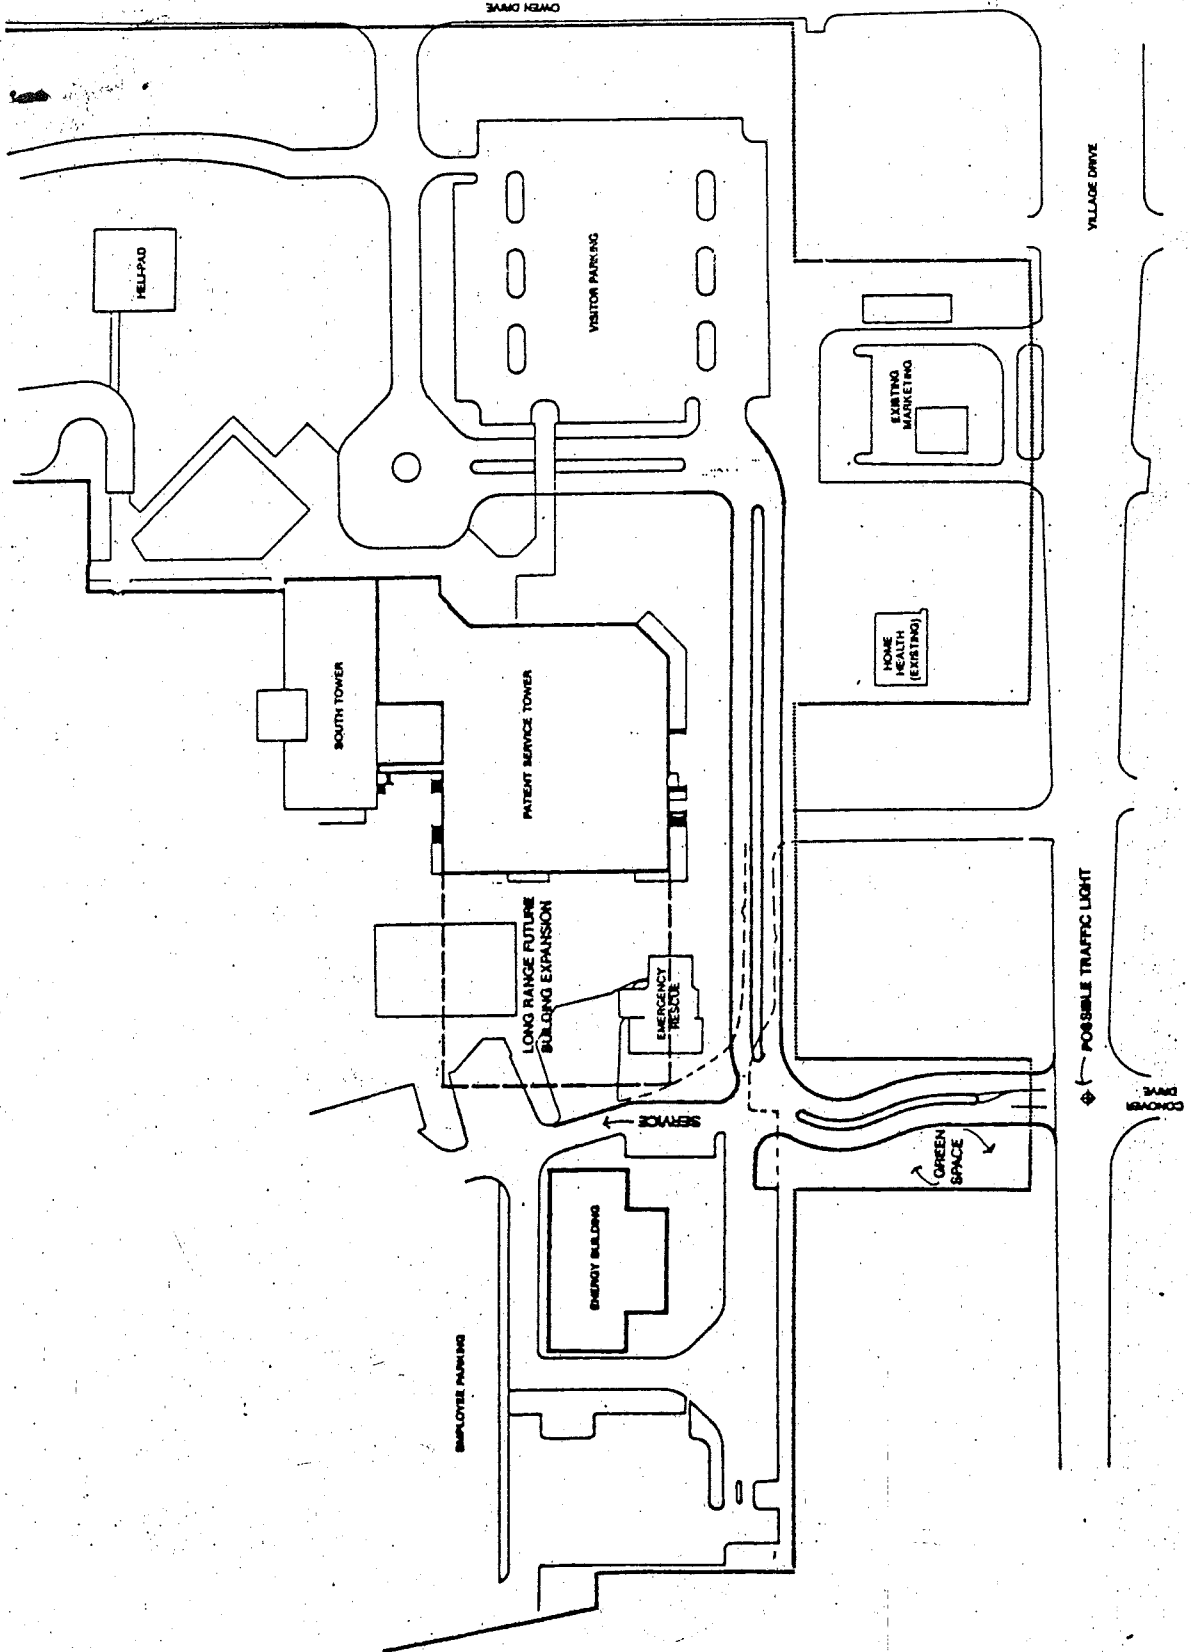 OWEN DRIVE
VILLAGE DRIVE
HELI-PAD
VISITOR PARKING
EXISTING
MARKETING
HOME
HEALTH
(EXISTING)
SOUTH TOWER
PATIENT SERVICE TOWER
LONG RANGE FUTURE
BUILDING EXPANSION
EMERGENCY
RESCUE
POSSIBLE TRAFFIC LIGHT
CONOVER
DRIVE
SERVICE
GREEN
SPACE
ENERGY BUILDING
EMPLOYEE PARKING